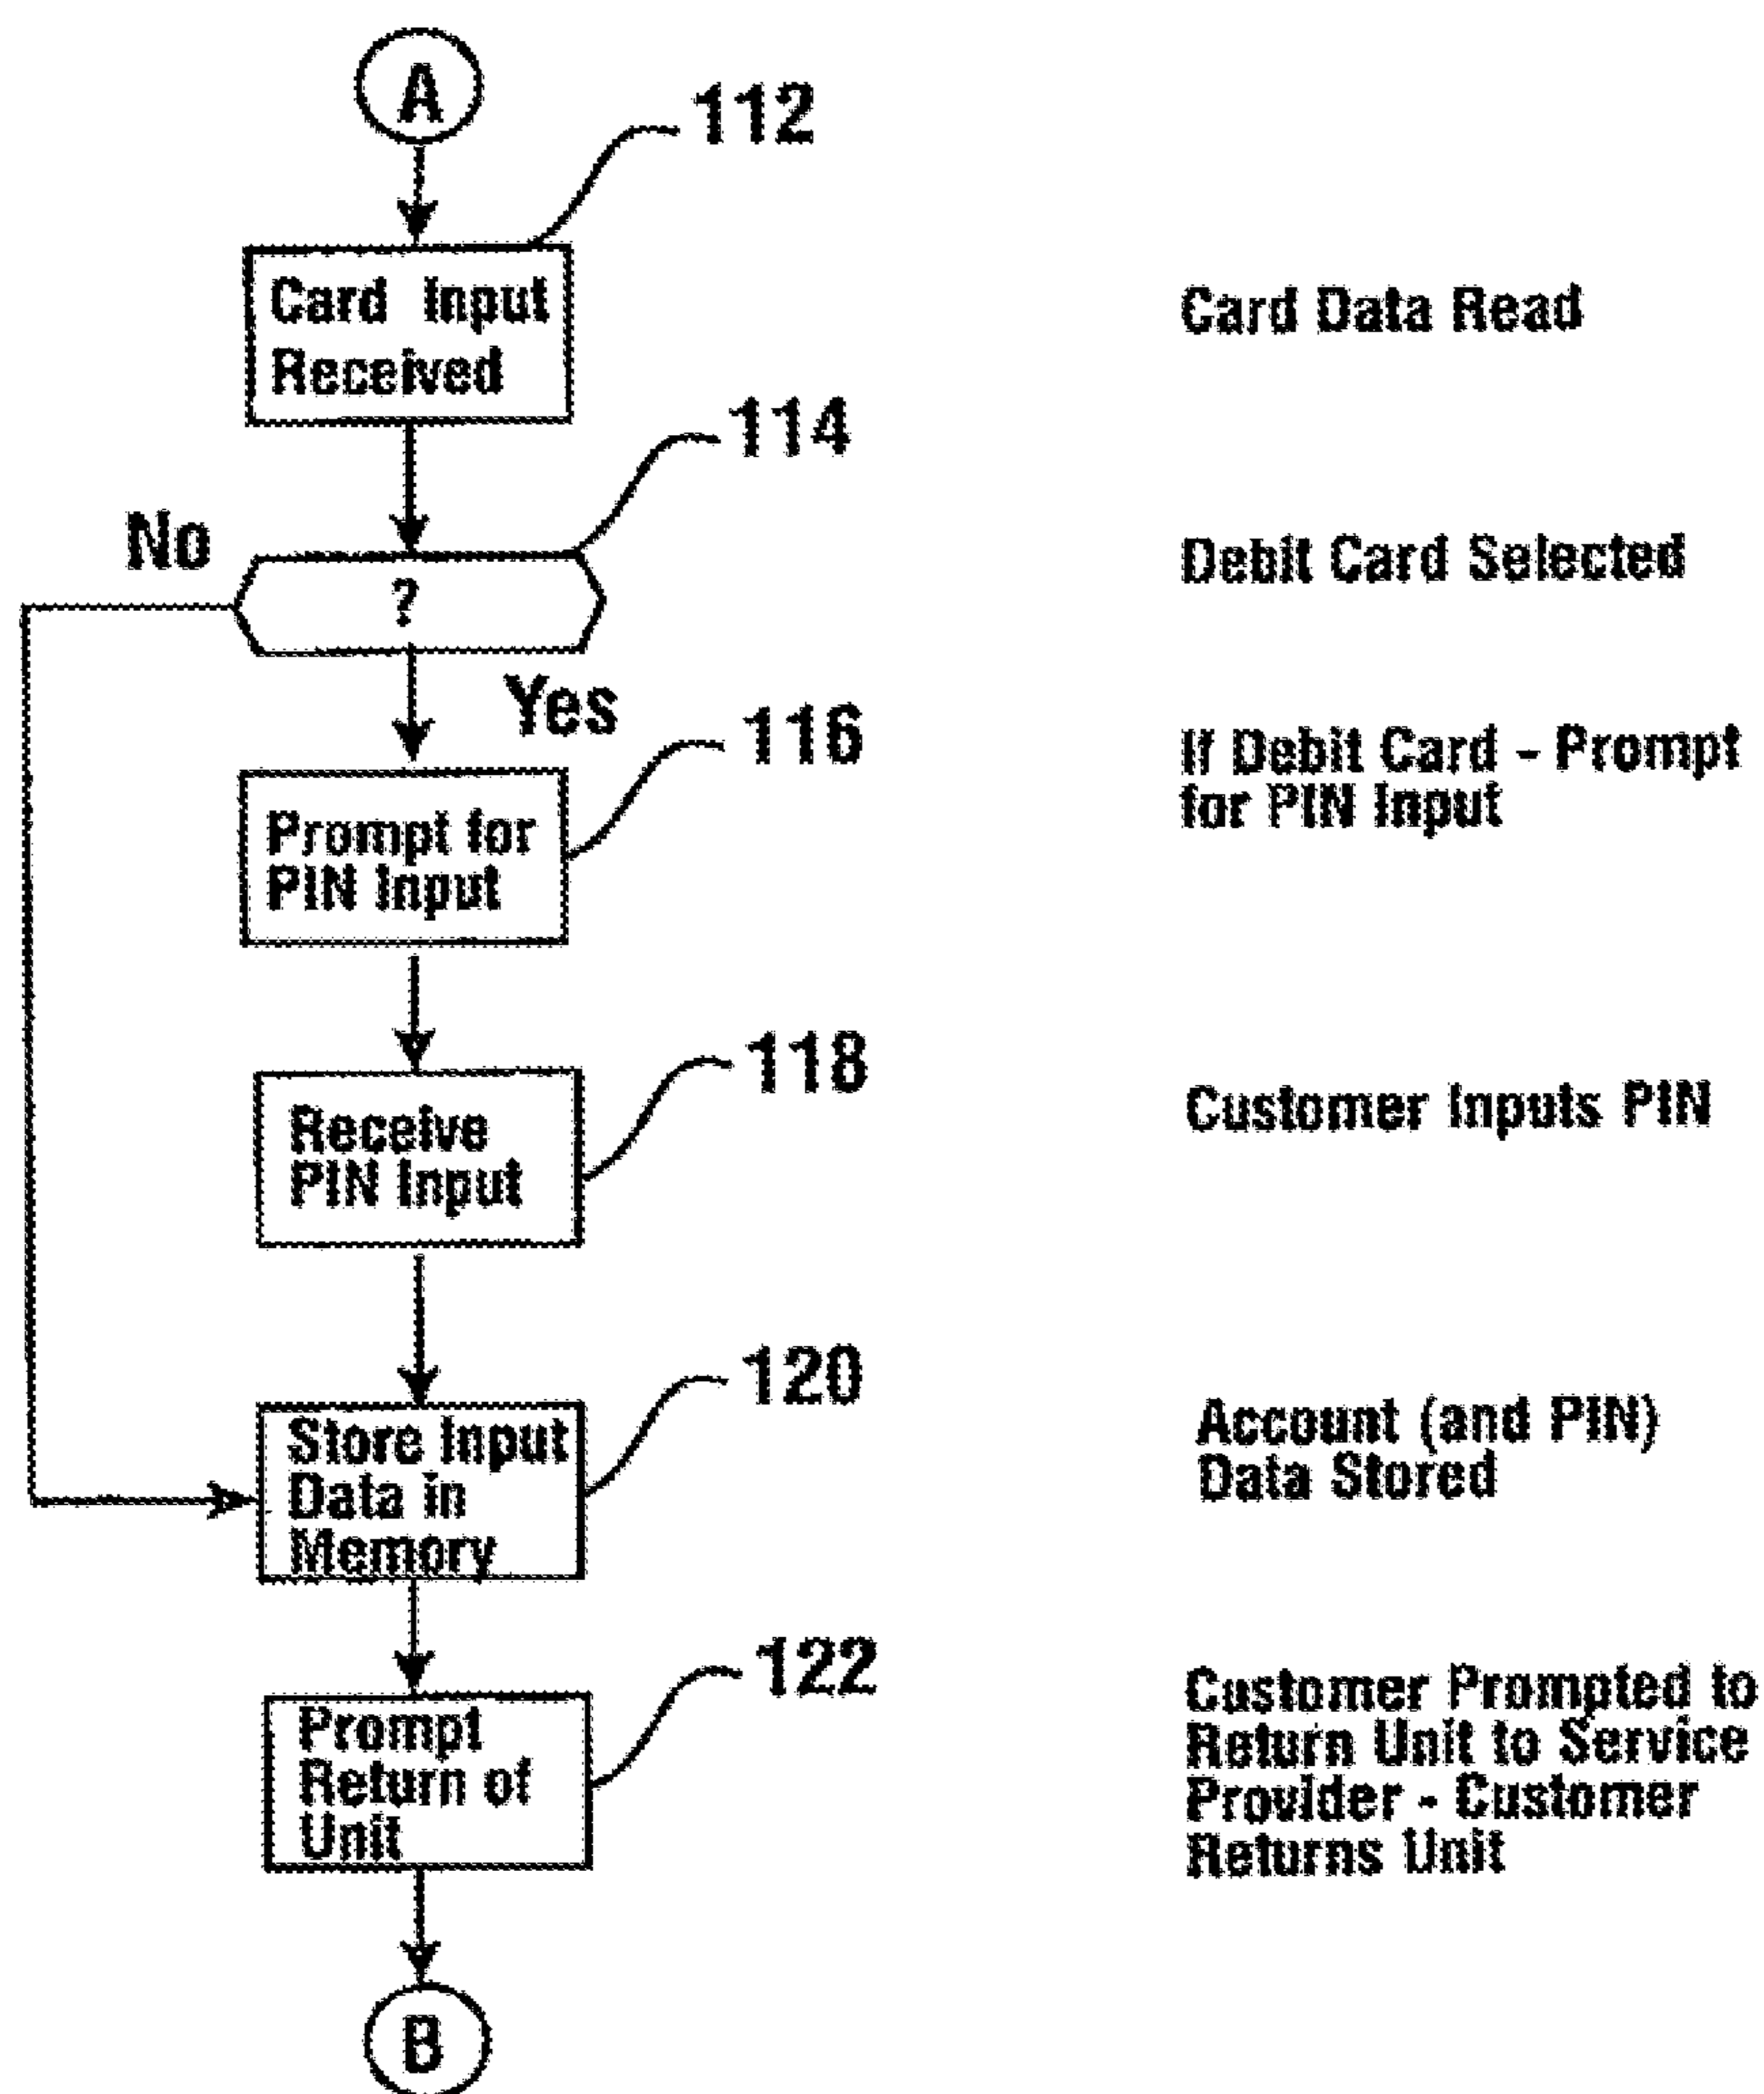 A
112
Card Input
Received
Card Data Read
114
No
?
Debit Card Selected
Yes
116
If Debit Card - Prompt
for PIN Input
Prompt for
PIN Input
118
Receive
PIN Input
Customer Inputs PIN
120
Store Input
Data in
Memory
Account (and PIN)
Data Stored
122
Prompt
Return of
Unit
Customer Prompted to
Return Unit to Service
Provider - Customer
Returns Unit
B